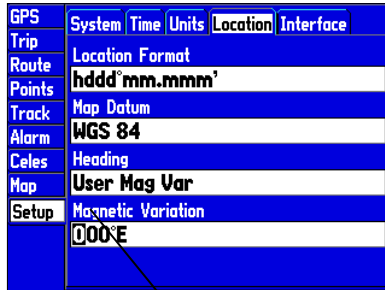 GPS
Trip
Route
Points
Track
Alarm
Celes
Map
Setup
System Time Units Location Interface
Location Format
hddd°mm.mmm’
Map Datum
WGS 84
Heading
User Mag Var
Magnetic Variation
000°E